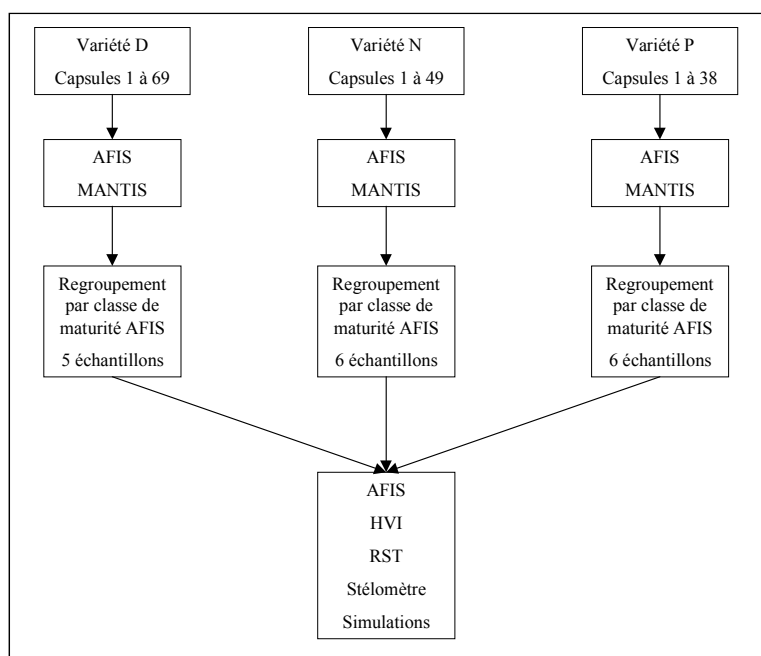 Variété D
Capsules 1 à 69
Variété N
Capsules 1 à 49
Variété P
Capsules 1 à 38
AFIS
MANTIS
AFIS
MANTIS
AFIS
MANTIS
Regroupement
par classe de
maturité AFIS
5 échantillons
Regroupement
par classe de
maturité AFIS
6 échantillons
Regroupement
par classe de
maturité AFIS
6 échantillons
AFIS
HVI
RST
Stélomètre
Simulations